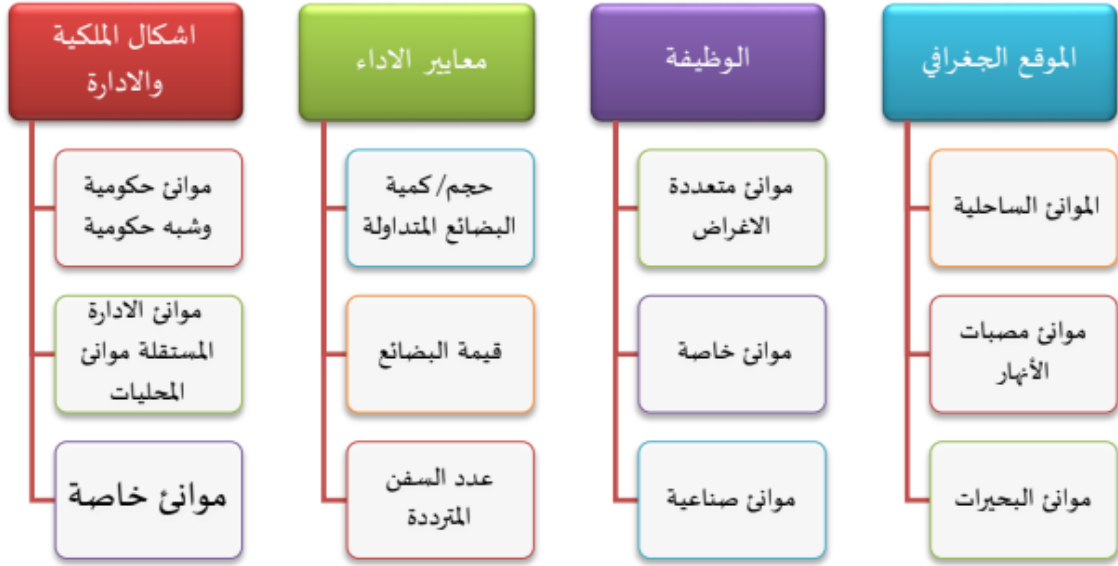 الموقع الجغرافي
الموانئ الساحلية
موانئ مصبات
الأنهار
موانئ البحيرات
الوظيفة
موانئ متعددة
الاغراض
موانئ خاصة
موانئ صناعية
معايير الاداء
حجم/كمية
البضائع المتداولة
قيمة البضائع
عدد السفن
المترددة
اشكال الملكية
والادارة
موانئ حكومية
وشبه حكومية
موانئ الادارة
المستقلة موانئ
المحليات
موانئ خاصة